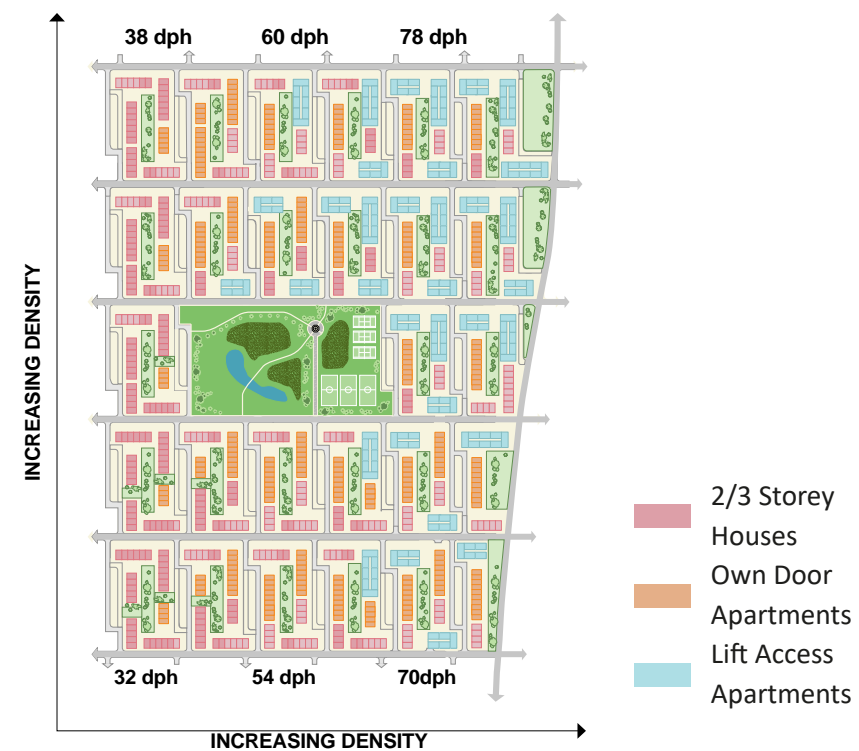 38 dph 60 dph 78 dph
INCREASING DENSITY
2/3 Storey
Houses
Own Door
Apartments
Lift Access
Apartments
32 dph 54 dph 70dph
INCREASING DENSITY